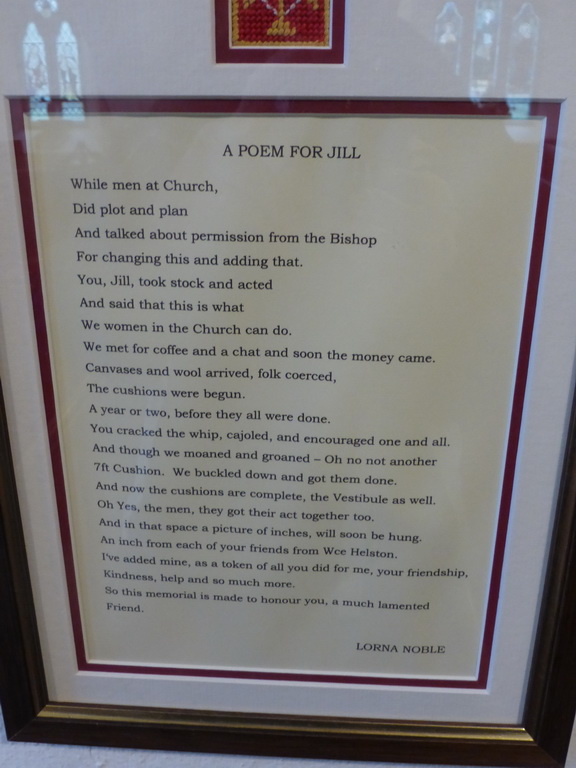 A POEM FOR JILL
While men at Church,
Did plot and plan
And talked about permission from the Bishop
For changing this and adding that.
You, Jill, took stock and acted
And said that this is what
We women in the Church can do.
We met for coffee and a chat and soon the money came.
Canvases and wool arrived, folk coerced,
The cushions were begun.
A year or two, before they all were done.
You cracked the whip, cajoled, and encouraged one and all.
And though we moaned and groaned – Oh no not another
7ft Cushion. We buckled down and got them done.
And now the cushions are complete, the Vestibule as well.
Oh Yes, the men, they got their act together too.
And in that space a picture of inches, will soon be hung.
An inch from each of your friends from Wce Helston.
I've added mine, as a token of all you did for me, your friendship,
Kindness, help and so much more.
So this memorial is made to honour you, a much lamented
Friend.
LORNA NOBLE